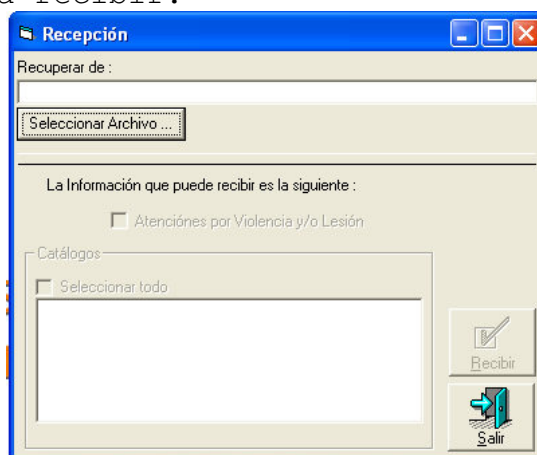 a recibir.
Recepción
Recuperar de :
Seleccionar Archivo ...
La Información que puede recibir es la siguiente :
Atenciónes por Violencia y/o Lesión
Catálogos
Seleccionar todo
Recibir
Salir